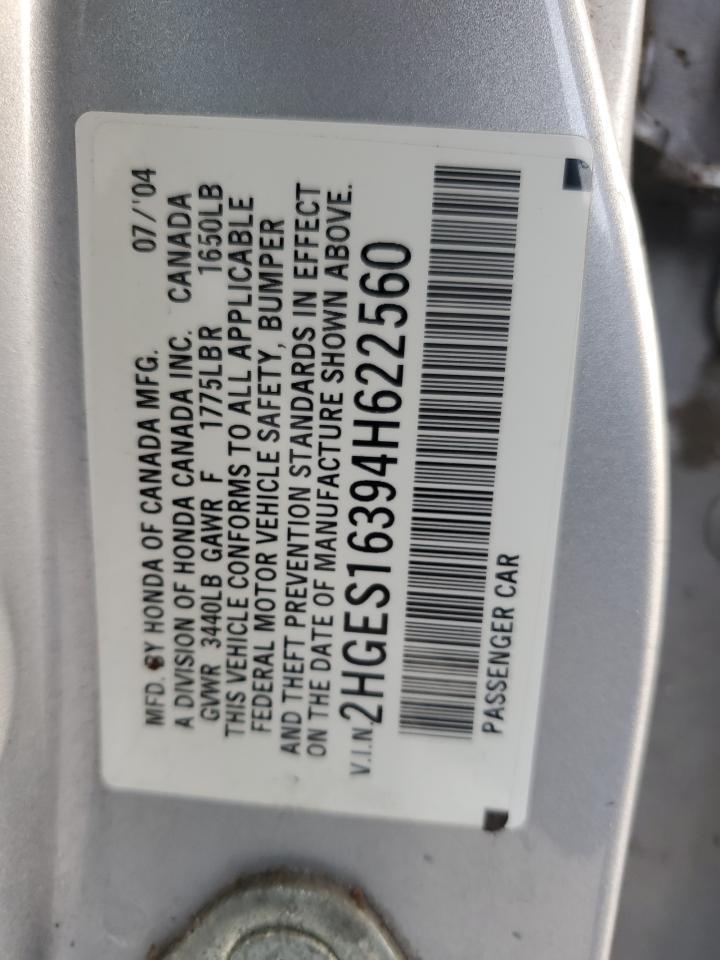 MFD. BY HONDA OF CANADA MFG. 07/'04
A DIVISION OF HONDA CANADA INC. CANADA
GVWR 3440LB GAWR F 1775LB R 1650LB
THIS VEHICLE CONFORMS TO ALL APPLICABLE
FEDERAL MOTOR VEHICLE SAFETY, BUMPER
AND THEFT PREVENTION STANDARDS IN EFFECT
ON THE DATE OF MANUFACTURE SHOWN ABOVE.
V.I.N 2HGES16394H622560
PASSENGER CAR